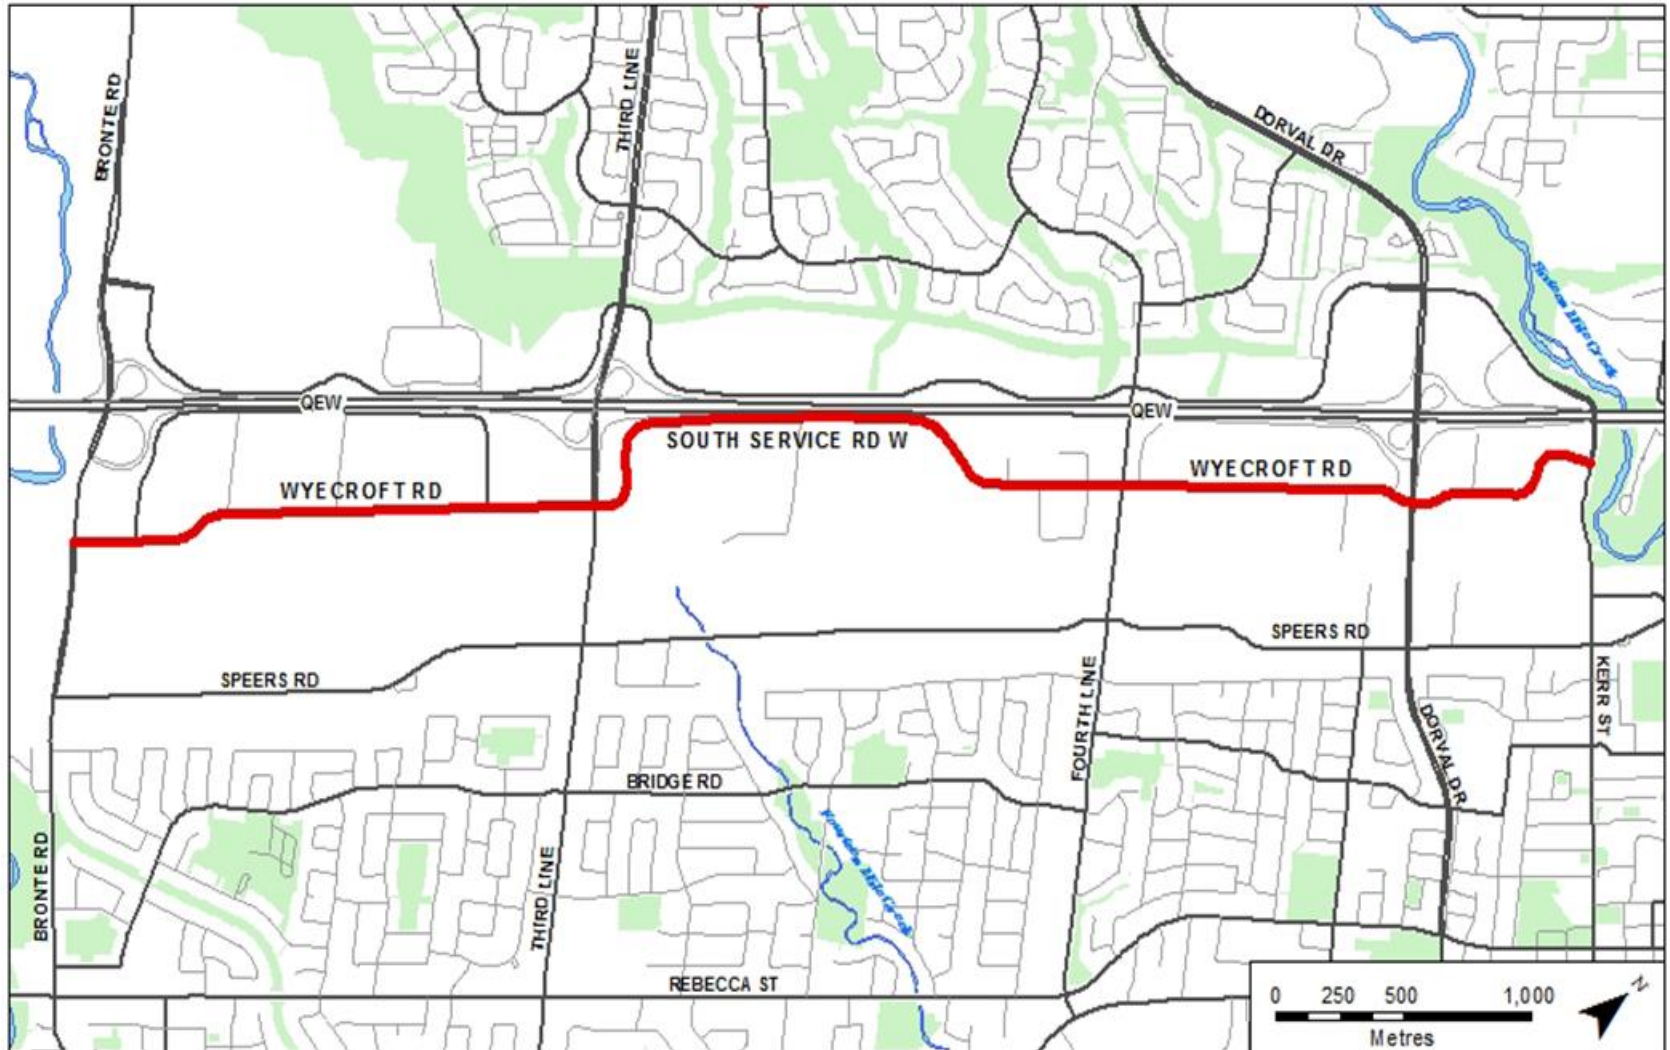 BRONTE RD
THIRD LINE
DORVAL DR
QEW
QEW
SOUTH SERVICE RD W
WYECROFT RD
WYECROFT RD
SPEERS RD
SPEERS RD
FOURTH LINE
KERR ST
DORVAL DR
BRIDGE RD
BRONTE RD
THIRD LINE
REBECCA ST
0 250 500 1,000
Metres
N